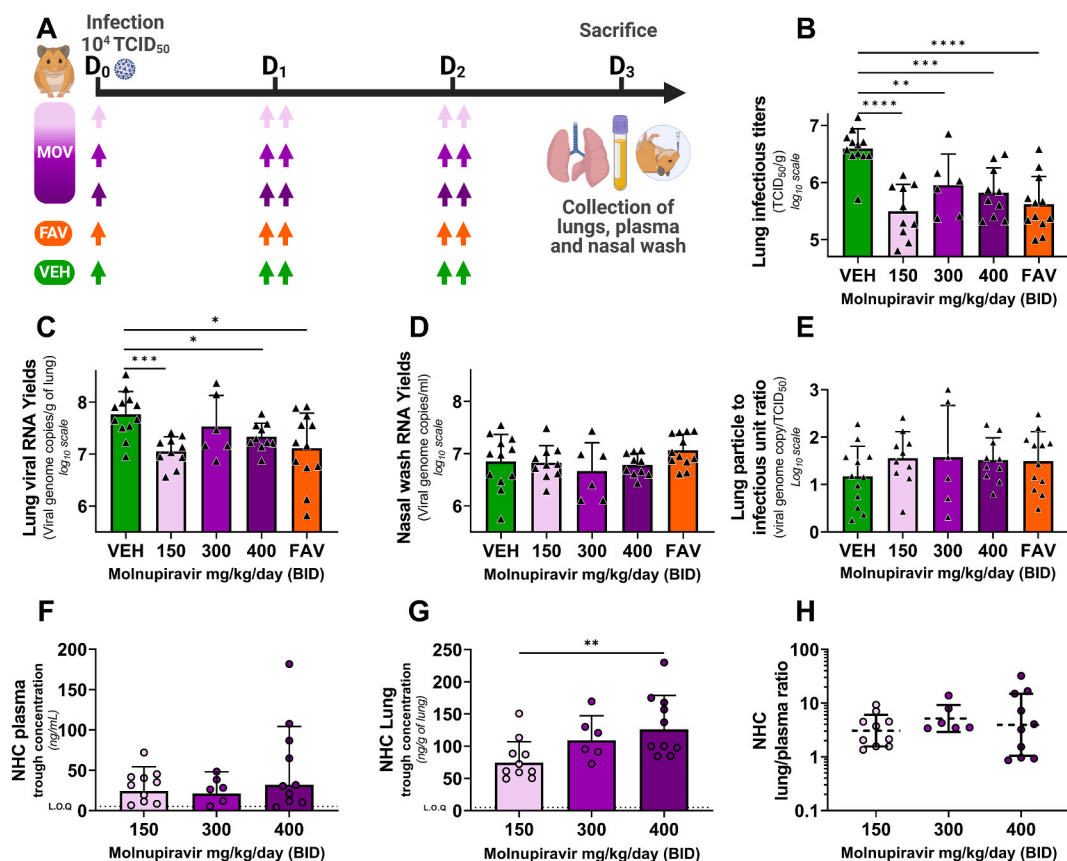 A
Infection
10⁴ TCID₅₀
Sacrifice
D₀
D₁
D₂
D₃
MOV
FAV
VEH
Collection of
lungs, plasma
and nasal wash
B
Lung infectious titers
(TCID₅₀/g)
log₁₀ scale
****
***
**
****
7
6
5
VEH 150 300 400 FAV
Molnupiravir mg/kg/day (BID)
C
Lung viral RNA Yields
(Viral genome copies/g of lung)
log₁₀ scale
*
*
***
8
7
6
VEH 150 300 400 FAV
Molnupiravir mg/kg/day (BID)
D
Nasal wash RNA Yields
(Viral genome copies/ml)
log₁₀ scale
8
7
6
VEH 150 300 400 FAV
Molnupiravir mg/kg/day (BID)
E
Lung particle to
infectious unit ratio
(viral genome copy/TCID₅₀)
Log₁₀ scale
3
2
1
0
VEH 150 300 400 FAV
Molnupiravir mg/kg/day (BID)
F
NHC plasma
trough concentration
(ng/mL)
200
150
100
50
0
L.O.Q
150 300 400
Molnupiravir mg/kg/day (BID)
G
NHC Lung
trough concentration
(ng/g of lung)
**
250
200
150
100
50
0
L.O.Q
150 300 400
Molnupiravir mg/kg/day (BID)
H
NHC
lung/plasma ratio
100
10
1
0.1
150 300 400
Molnupiravir mg/kg/day (BID)